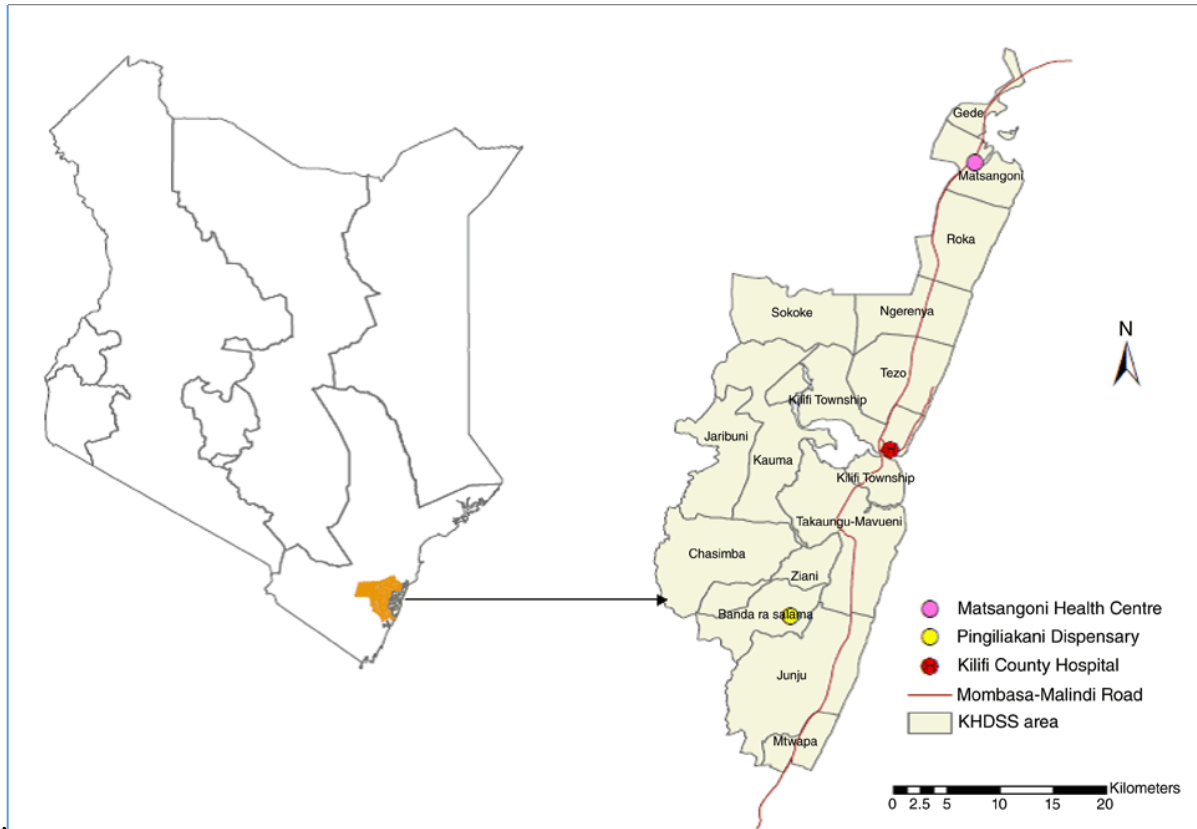 Gede
Matsangoni
Roka
Sokoke
Ngerenya
N
Tezo
Kilifi Township
Jaribuni
Kauma
Kilifi Township
Takaungu-Mavueni
Chasimba
Ziani
Banda ra salama
Junju
Mtwapa
Matsangoni Health Centre
Pingiliakani Dispensary
H
Kilifi County Hospital
Mombasa-Malindi Road
KHDSS area
Kilometers
0 2.5 5 10 15 20